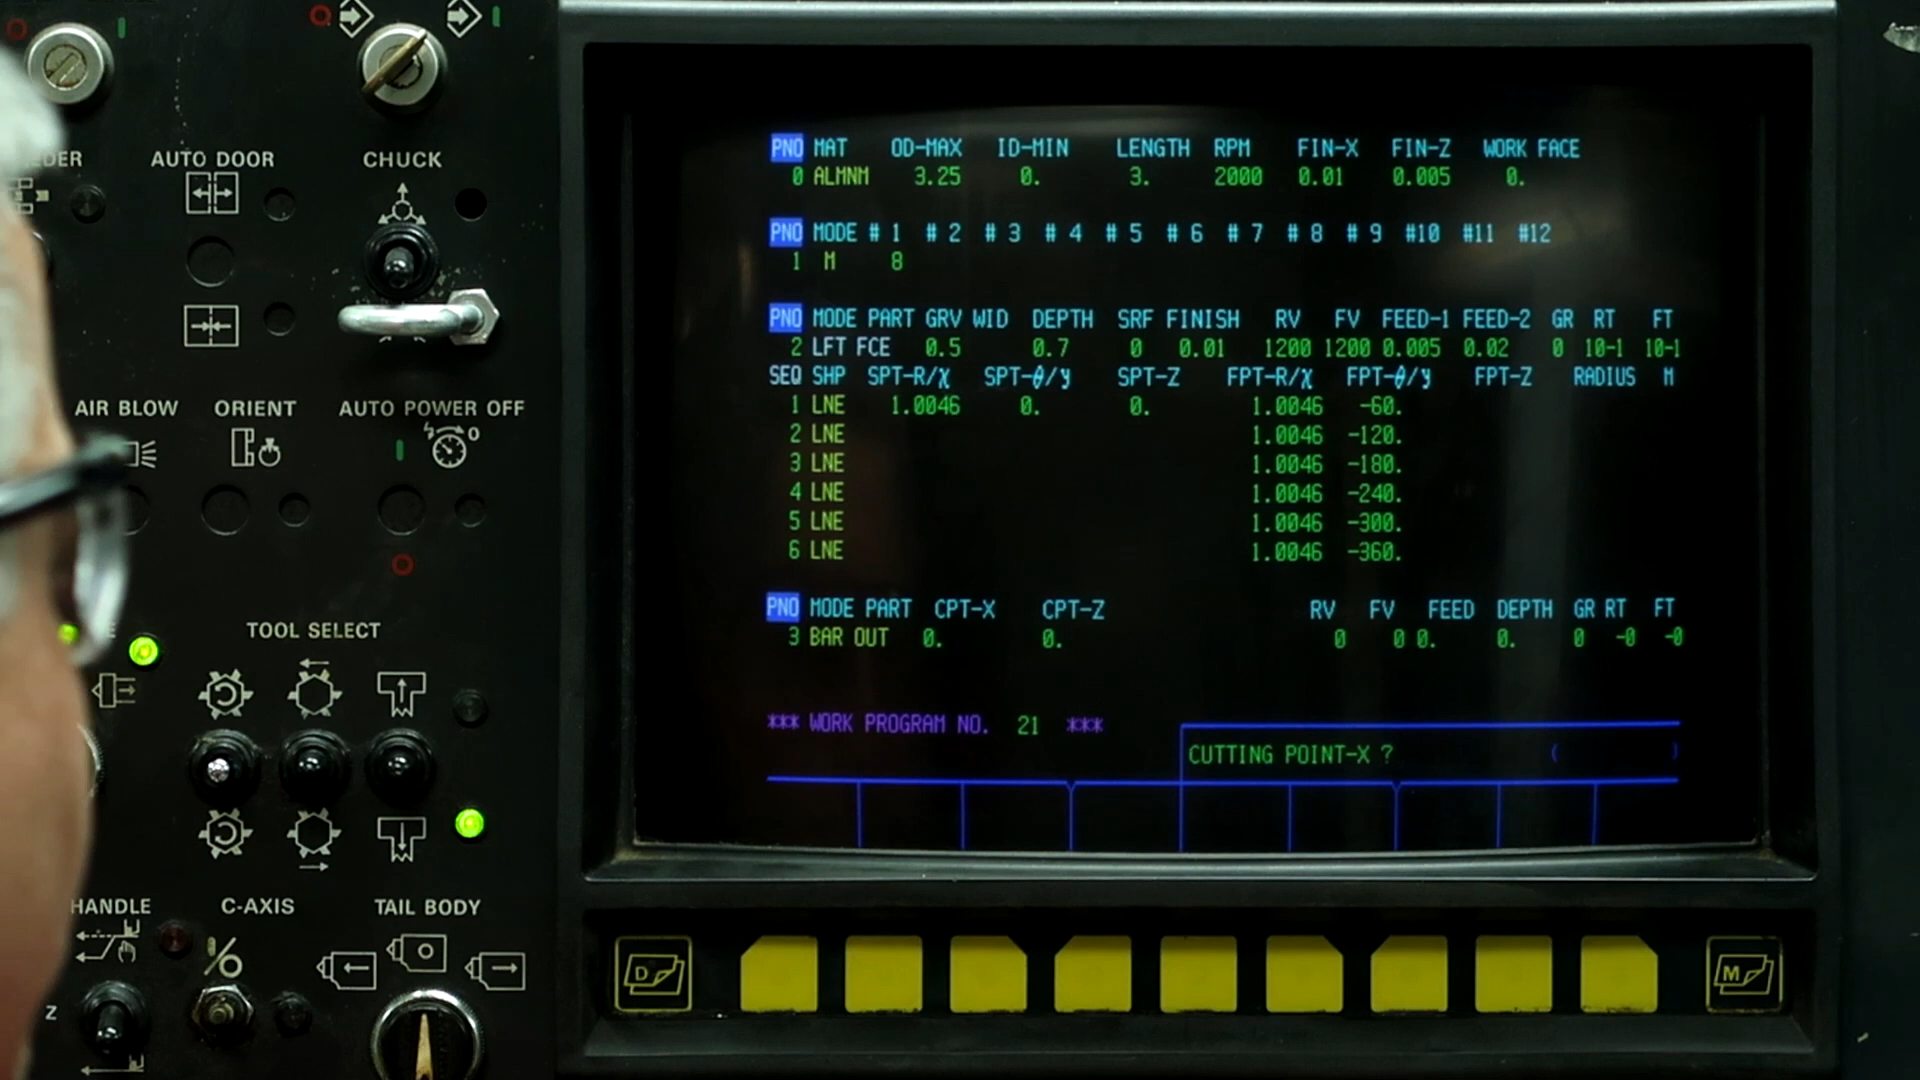 EDER
AUTO DOOR
CHUCK
AIR BLOW
ORIENT
AUTO POWER OFF
TOOL SELECT
HANDLE
C-AXIS
TAIL BODY
Z
PNO MAT OD-MAX ID-MIN LENGTH RPM FIN-X FIN-Z WORK FACE
0 ALMNM 3.25 0. 3. 2000 0.01 0.005 0.
PNO MODE # 1 # 2 # 3 # 4 # 5 # 6 # 7 # 8 # 9 #10 #11 #12
1 M 8
PNO MODE PART GRV WID DEPTH SRF FINISH RV FV FEED-1 FEED-2 GR RT FT
2 LFT FCE 0.5 0.7 0 0.01 1200 1200 0.005 0.02 0 10-1 10-1
SEQ SHP SPT-R/χ SPT-θ/y SPT-Z FPT-R/χ FPT-θ/y FPT-Z RADIUS M
1 LNE 1.0046 0. 0. 1.0046 -60.
2 LNE 1.0046 -120.
3 LNE 1.0046 -180.
4 LNE 1.0046 -240.
5 LNE 1.0046 -300.
6 LNE 1.0046 -360.
PNO MODE PART CPT-X CPT-Z RV FV FEED DEPTH GR RT FT
3 BAR OUT 0. 0. 0 0 0. 0. 0 -0 -0
*** WORK PROGRAM NO. 21 ***
CUTTING POINT-X ? ( )
D
M